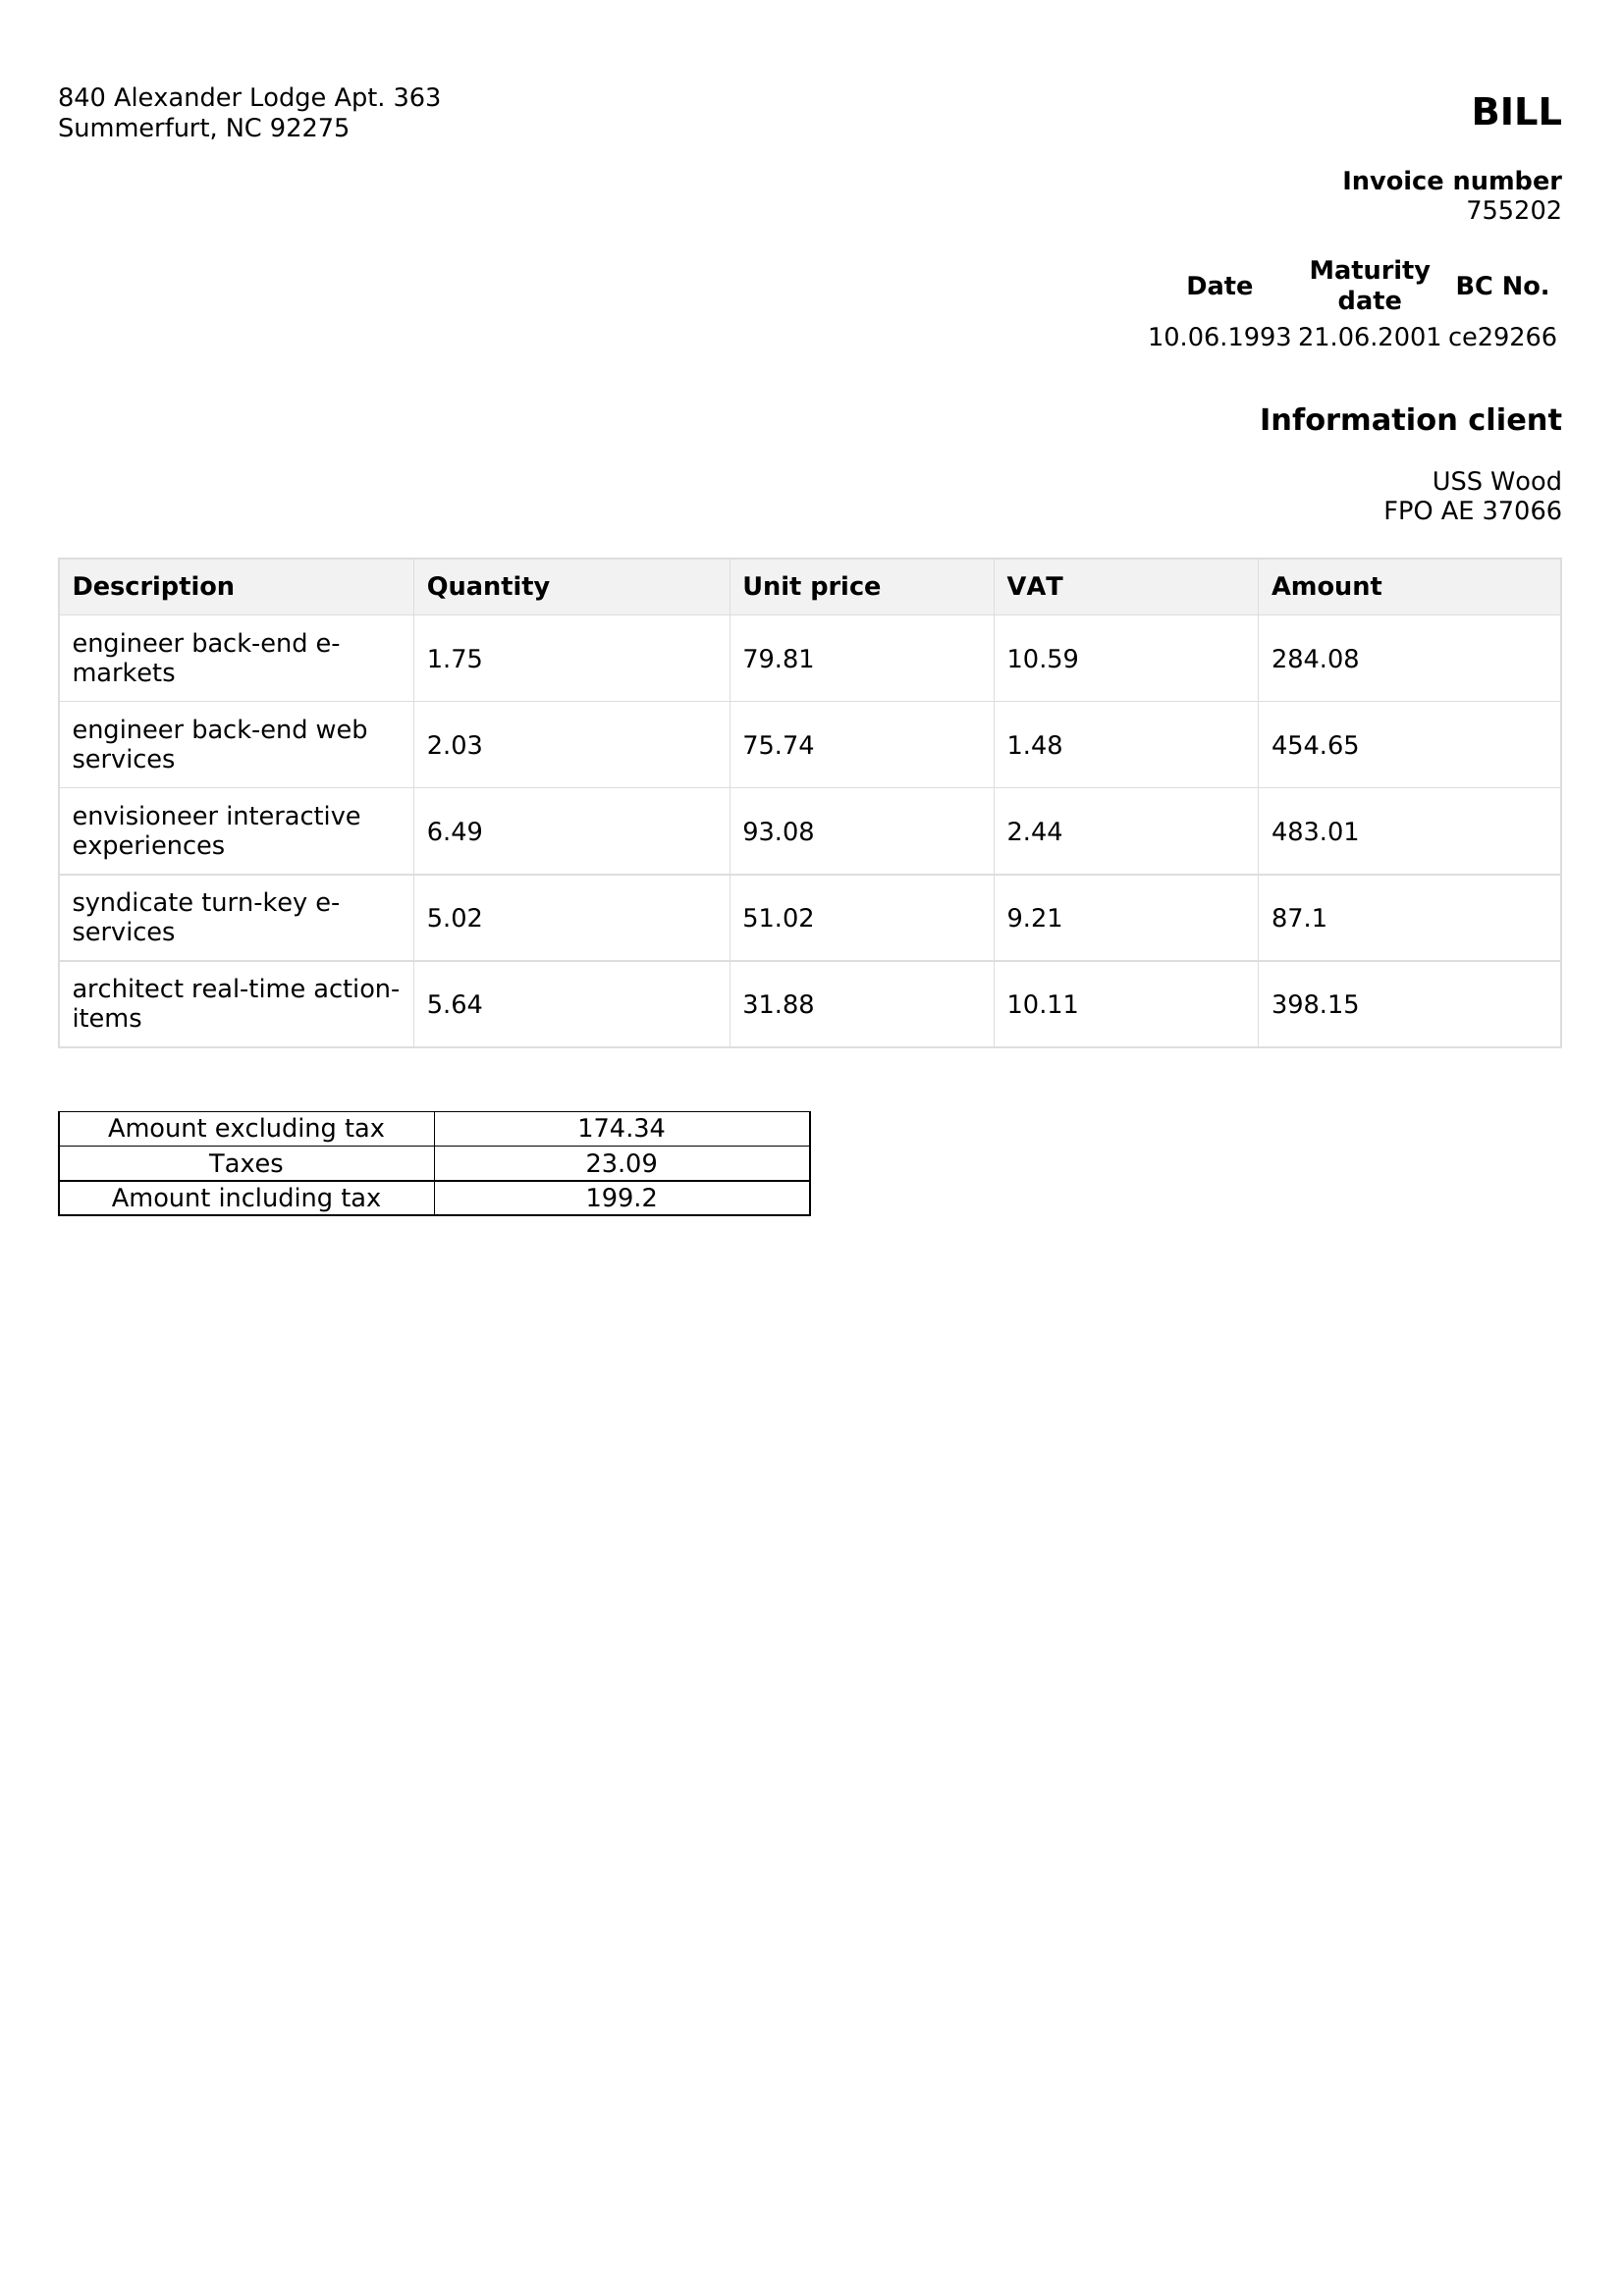 840 Alexander Lodge Apt. 363
Summerfurt, NC 92275
BILL
Invoice number
755202
Date Maturity date BC No.
10.06.1993 21.06.2001 ce29266
Information client
USS Wood
FPO AE 37066
Description Quantity Unit price VAT Amount
engineer back-end e-
markets 1.75 79.81 10.59 284.08
engineer back-end web
services 2.03 75.74 1.48 454.65
envisioneer interactive
experiences 6.49 93.08 2.44 483.01
syndicate turn-key e-
services 5.02 51.02 9.21 87.1
architect real-time action-
items 5.64 31.88 10.11 398.15
Amount excluding tax 174.34
Taxes 23.09
Amount including tax 199.2